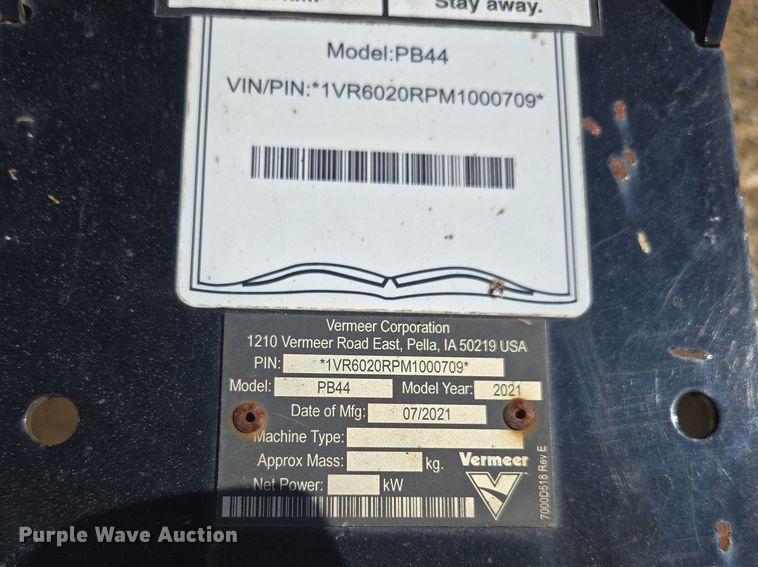 Stay away.
Model:PB44
VIN/PIN:*1VR6020RPM1000709*
Vermeer Corporation
1210 Vermeer Road East, Pella, IA 50219 USA
PIN: *1VR6020RPM1000709*
Model: PB44 Model Year: 2021
Date of Mfg: 07/2021
Machine Type:
Approx Mass: kg.
Net Power: kW
Vermeer
7000D518 Rev E
Purple Wave Auction